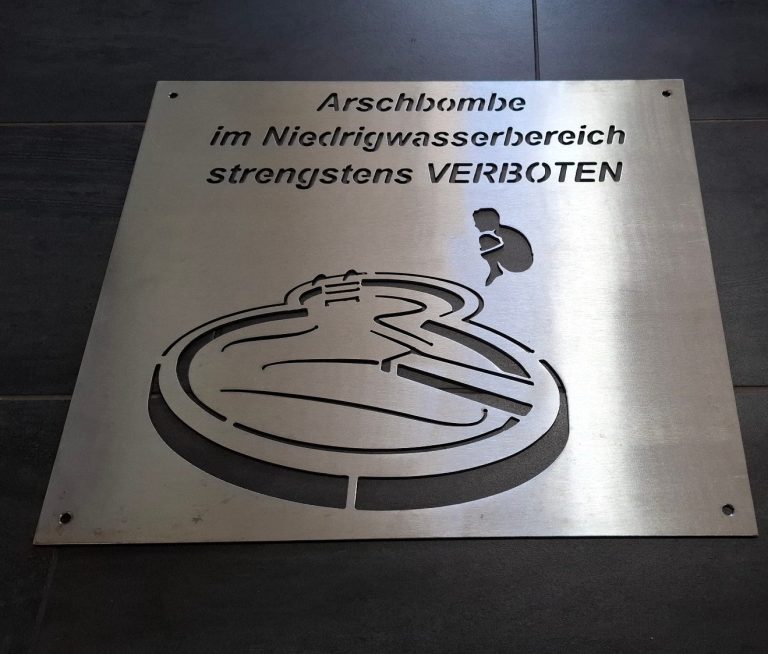 Arschbombe
im Niedrigwasserbereich
strengstens VERBOTEN